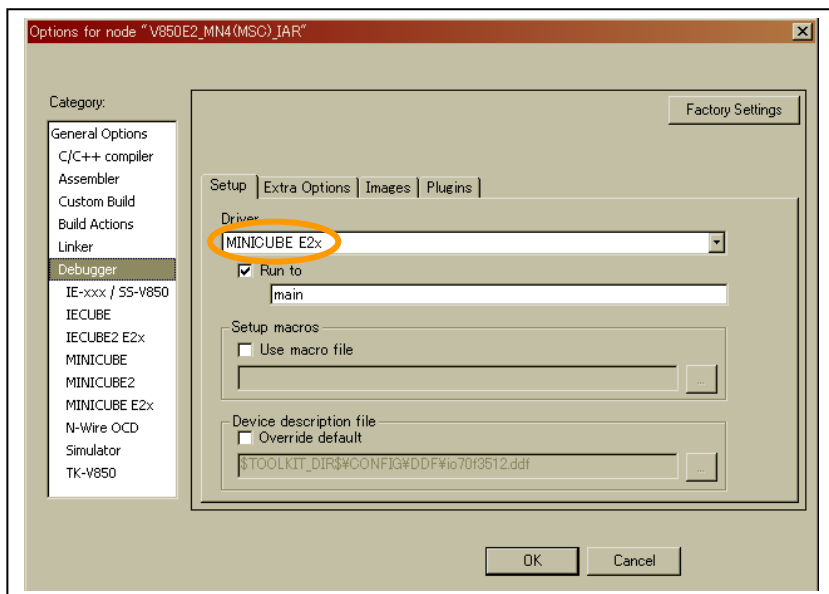 Options for node "V850E2_MN4(MSC)_IAR"
Category:
General Options
C/C++ compiler
Assembler
Custom Build
Build Actions
Linker
Debugger
IE-xxx / SS-V850
IECUBE
IECUBE2 E2x
MINICUBE
MINICUBE2
MINICUBE E2x
N-Wire OCD
Simulator
TK-V850
Factory Settings
Setup Extra Options Images Plugins
Driver
MINICUBE E2x
Run to
main
Setup macros
Use macro file
...
Device description file
Override default
$TOOLKIT_DIR$¥CONFIG¥DDF¥io70f3512.ddf
...
OK Cancel